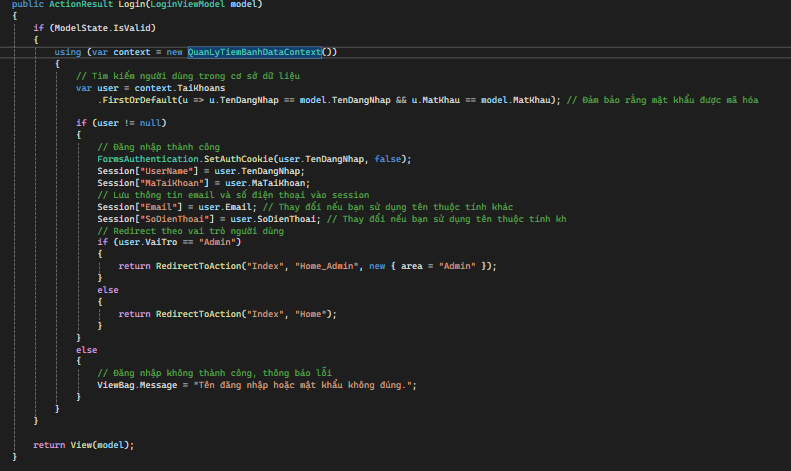 public ActionResult Login(LoginViewModel model)
{
if (ModelState.IsValid)
{
using (var context = new QuanLyTiemBanhDataContext())
{
// Tìm kiếm người dùng trong cơ sở dữ liệu
var user = context.TaiKhoans
.FirstOrDefault(u => u.TenDangNhap == model.TenDangNhap && u.MatKhau == model.MatKhau); // Đảm bảo rằng mật khẩu được mã hóa
if (user != null)
{
// Đăng nhập thành công
FormsAuthentication.SetAuthCookie(user.TenDangNhap, false);
Session["UserName"] = user.TenDangNhap;
Session["MaTaiKhoan"] = user.MaTaiKhoan;
// Lưu thông tin email và số điện thoại vào session
Session["Email"] = user.Email; // Thay đổi nếu bạn sử dụng tên thuộc tính khác
Session["SoDienThoai"] = user.SoDienThoai; // Thay đổi nếu bạn sử dụng tên thuộc tính kh
// Redirect theo vai trò người dùng
if (user.VaiTro == "Admin")
{
return RedirectToAction("Index", "Home_Admin", new { area = "Admin" });
}
else
{
return RedirectToAction("Index", "Home");
}
}
else
{
// Đăng nhập không thành công, thông báo lỗi
ViewBag.Message = "Tên đăng nhập hoặc mật khẩu không đúng.";
}
}
}
return View(model);
}